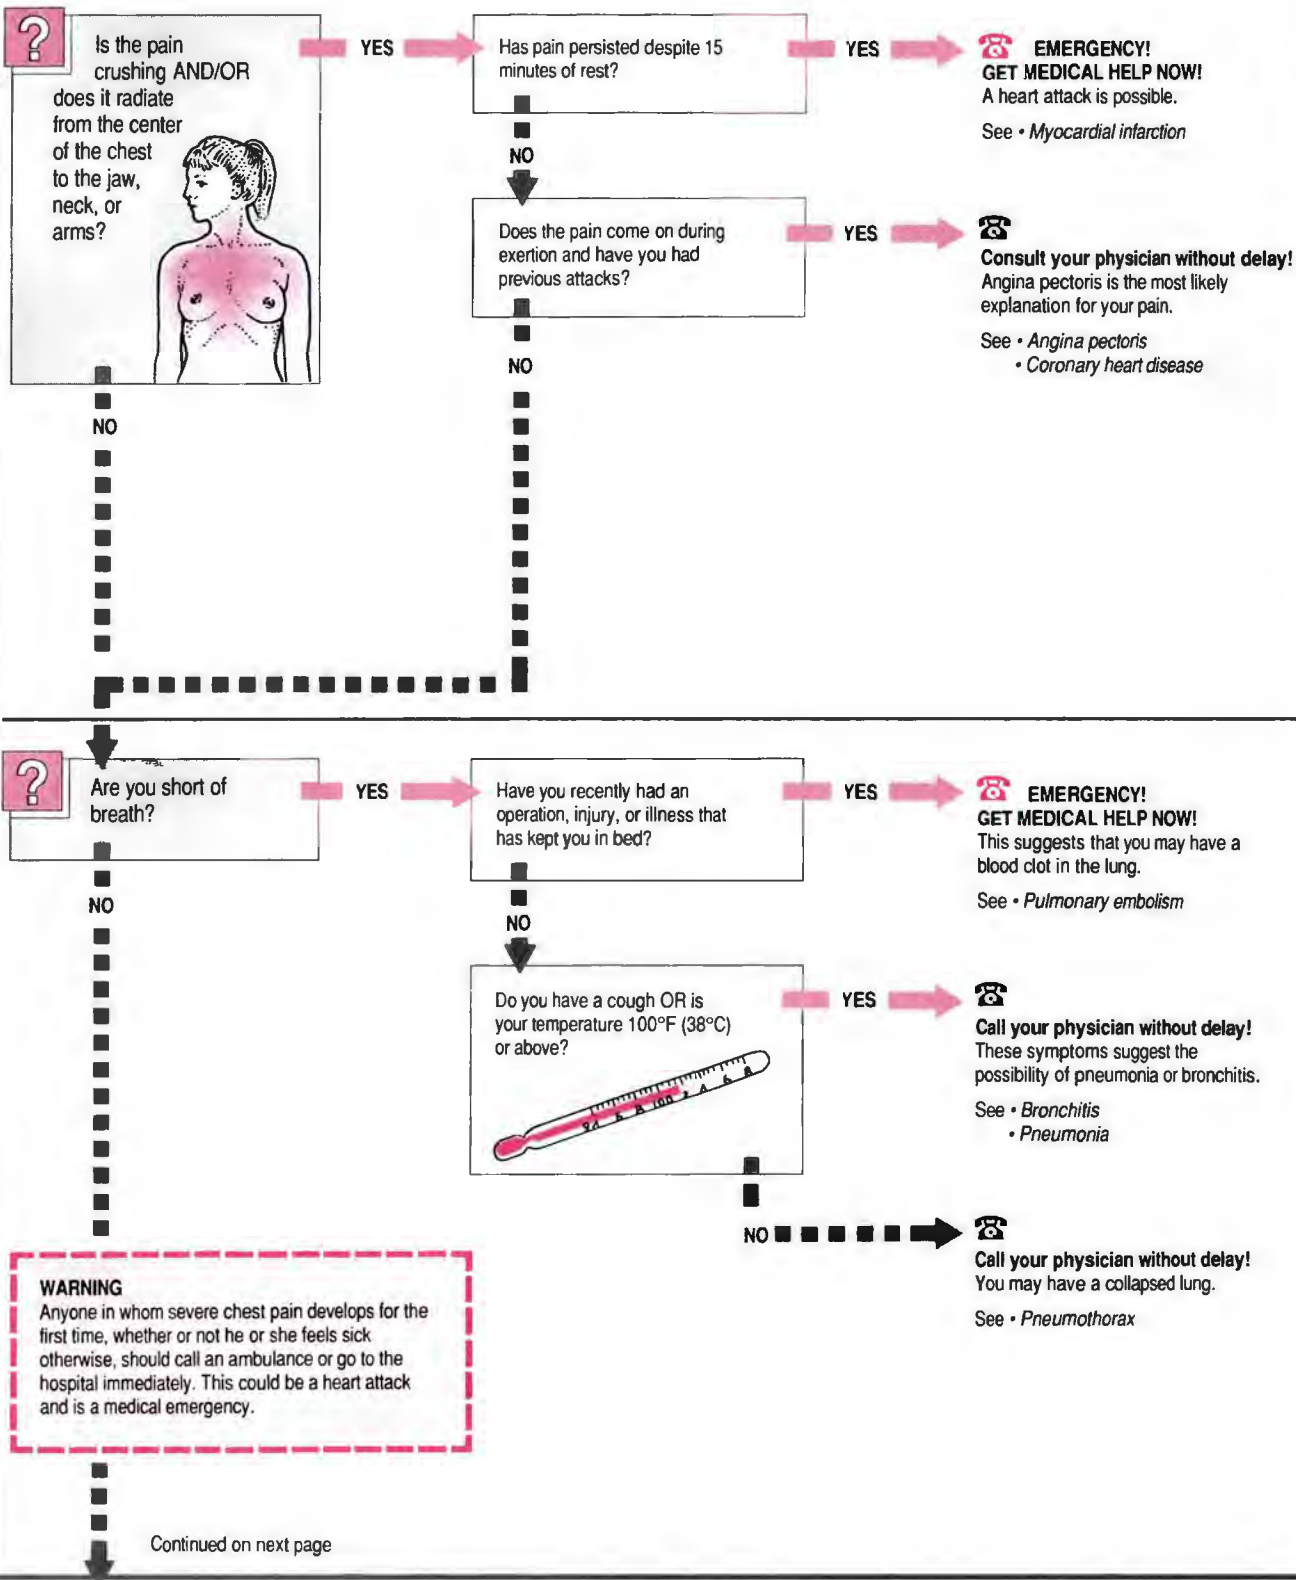 ?
Is the pain
crushing AND/OR
does it radiate
from the center
of the chest
to the jaw,
neck, or
arms?
YES
Has pain persisted despite 15
minutes of rest?
YES
EMERGENCY!
GET MEDICAL HELP NOW!
A heart attack is possible.
See • Myocardial infarction
NO
Does the pain come on during
exertion and have you had
previous attacks?
YES
Consult your physician without delay!
Angina pectoris is the most likely
explanation for your pain.
See • Angina pectoris
• Coronary heart disease
NO
NO
?
Are you short of
breath?
YES
Have you recently had an
operation, injury, or illness that
has kept you in bed?
YES
EMERGENCY!
GET MEDICAL HELP NOW!
This suggests that you may have a
blood clot in the lung.
See • Pulmonary embolism
NO
NO
Do you have a cough OR is
your temperature 100°F (38°C)
or above?
YES
Call your physician without delay!
These symptoms suggest the
possibility of pneumonia or bronchitis.
See • Bronchitis
• Pneumonia
NO
Call your physician without delay!
You may have a collapsed lung.
See • Pneumothorax
WARNING
Anyone in whom severe chest pain develops for the
first time, whether or not he or she feels sick
otherwise, should call an ambulance or go to the
hospital immediately. This could be a heart attack
and is a medical emergency.
Continued on next page